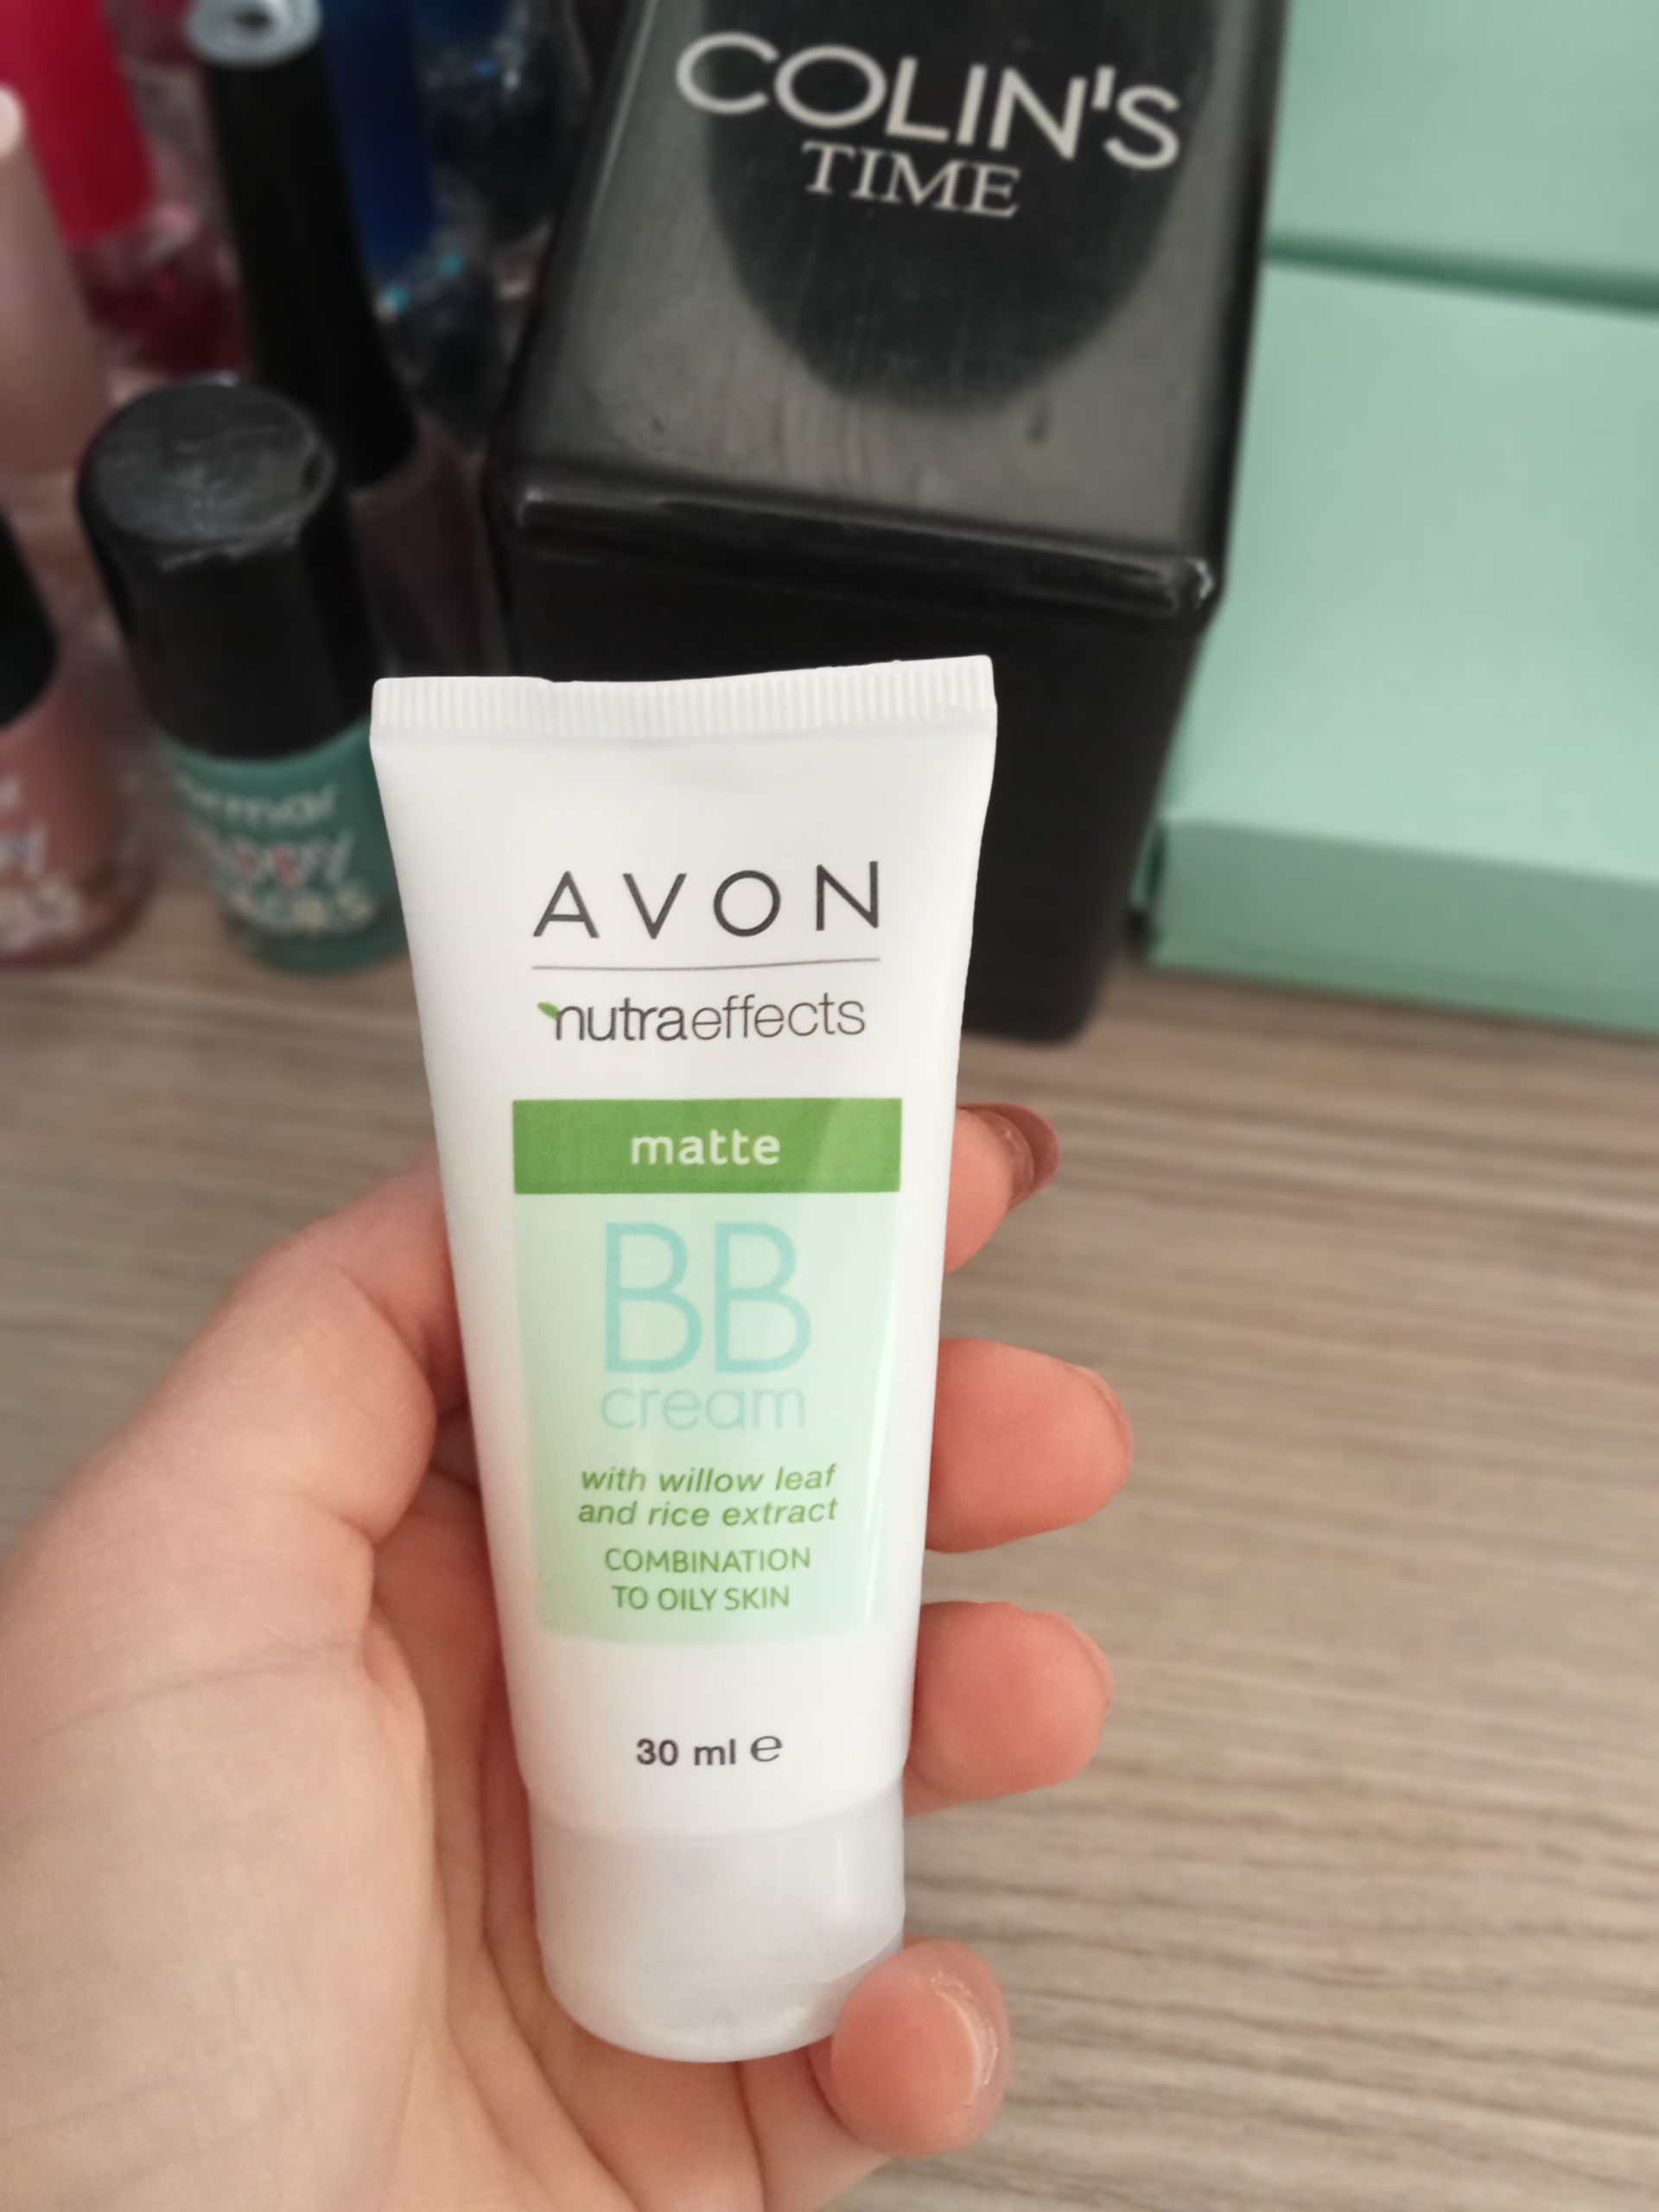 COLIN'S
TIME
AVON
nutraeffects
matte
BB
cream
with willow leaf
and rice extract
COMBINATION
TO OILY SKIN
30 ml ℮